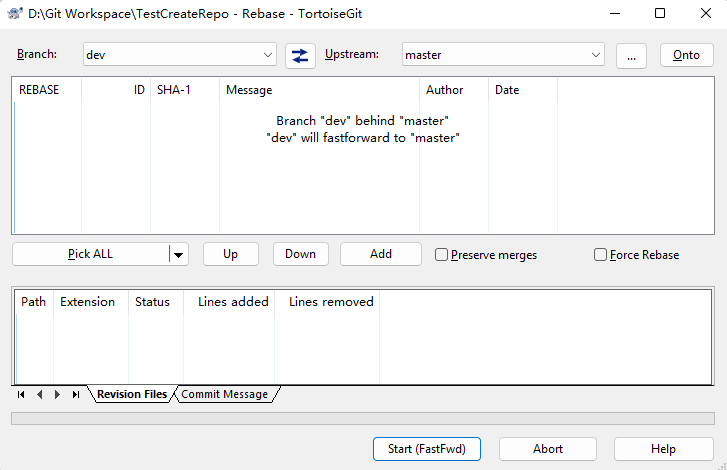 D:\Git Workspace\TestCreateRepo - Rebase - TortoiseGit
Branch: dev Upstream: master ... Onto
REBASE ID SHA-1 Message Author Date
Branch "dev" behind "master"
"dev" will fastforward to "master"
Pick ALL Up Down Add Preserve merges Force Rebase
Path Extension Status Lines added Lines removed
Revision Files Commit Message
Start (FastFwd) Abort Help